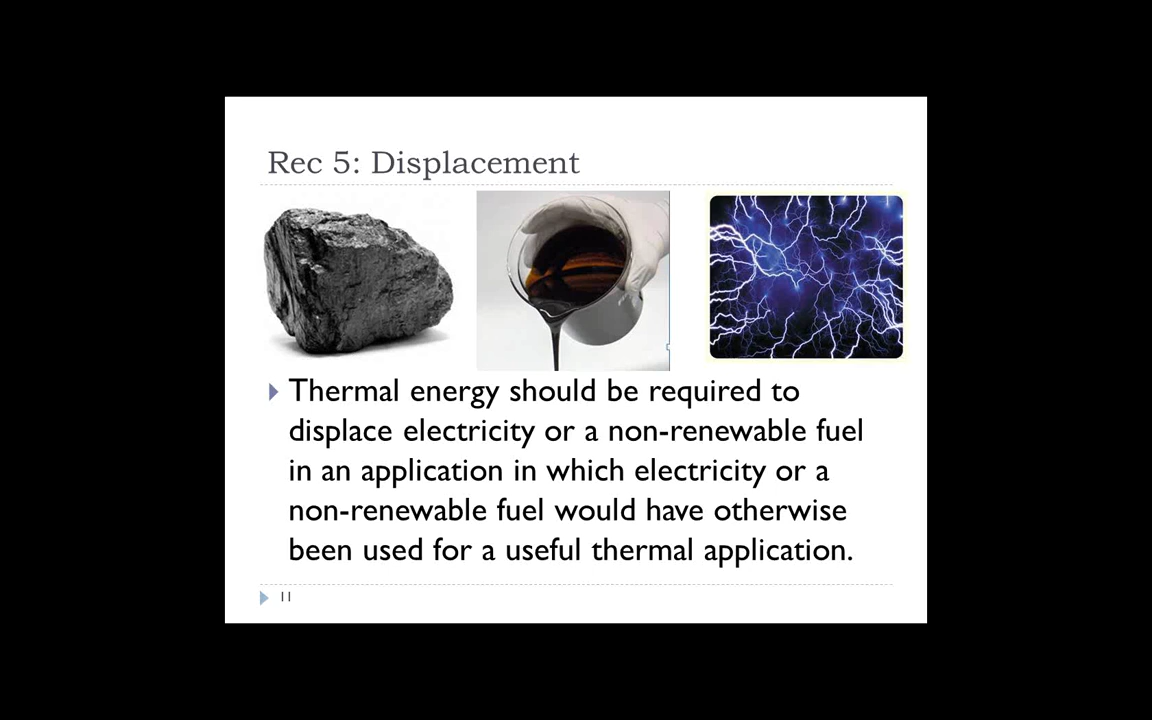 Rec 5: Displacement
Thermal energy should be required to
displace electricity or a non-renewable fuel
in an application in which electricity or a
non-renewable fuel would have otherwise
been used for a useful thermal application.
11